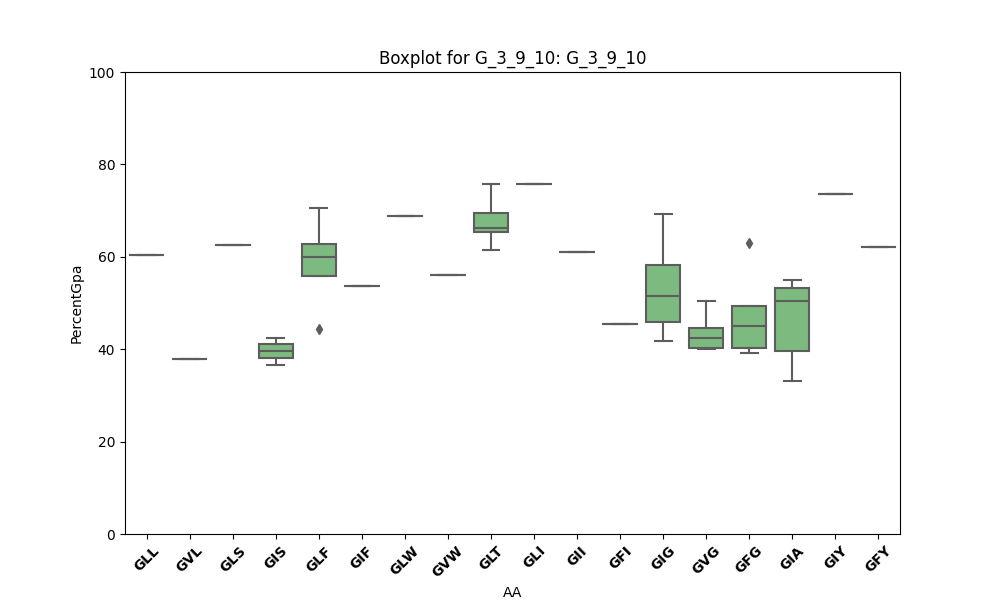 Boxplot for G_3_9_10: G_3_9_10
100
80
60
40
20
0
PercentGpa
GLL GVL GLS GIS GLF GIF GLW GVW GLT GLI GII GFI GIG GVG GFG GIA GIY GFY
AA